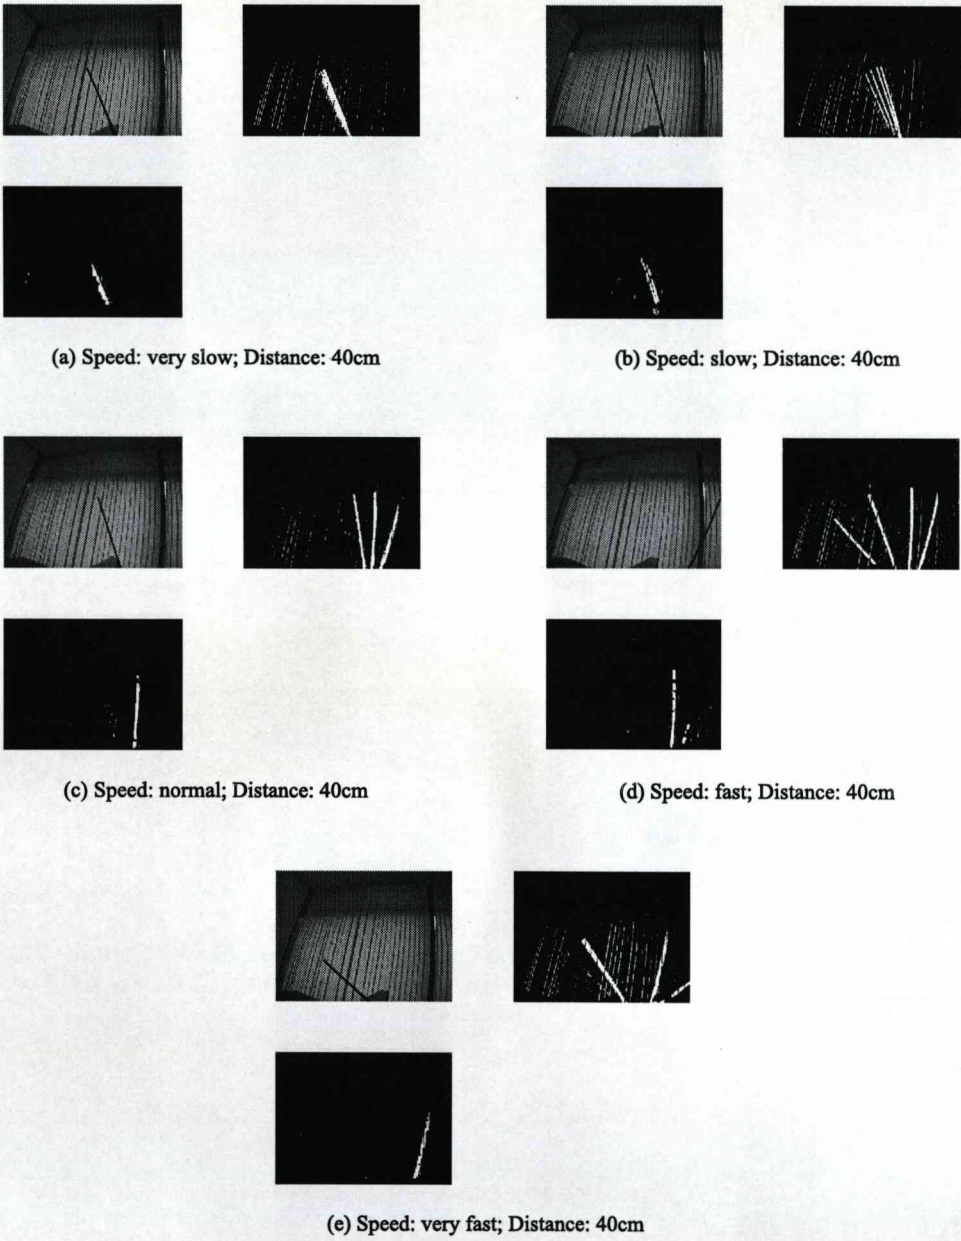 (a) Speed: very slow; Distance: 40cm
(b) Speed: slow; Distance: 40cm
(c) Speed: normal; Distance: 40cm
(d) Speed: fast; Distance: 40cm
(e) Speed: very fast; Distance: 40cm